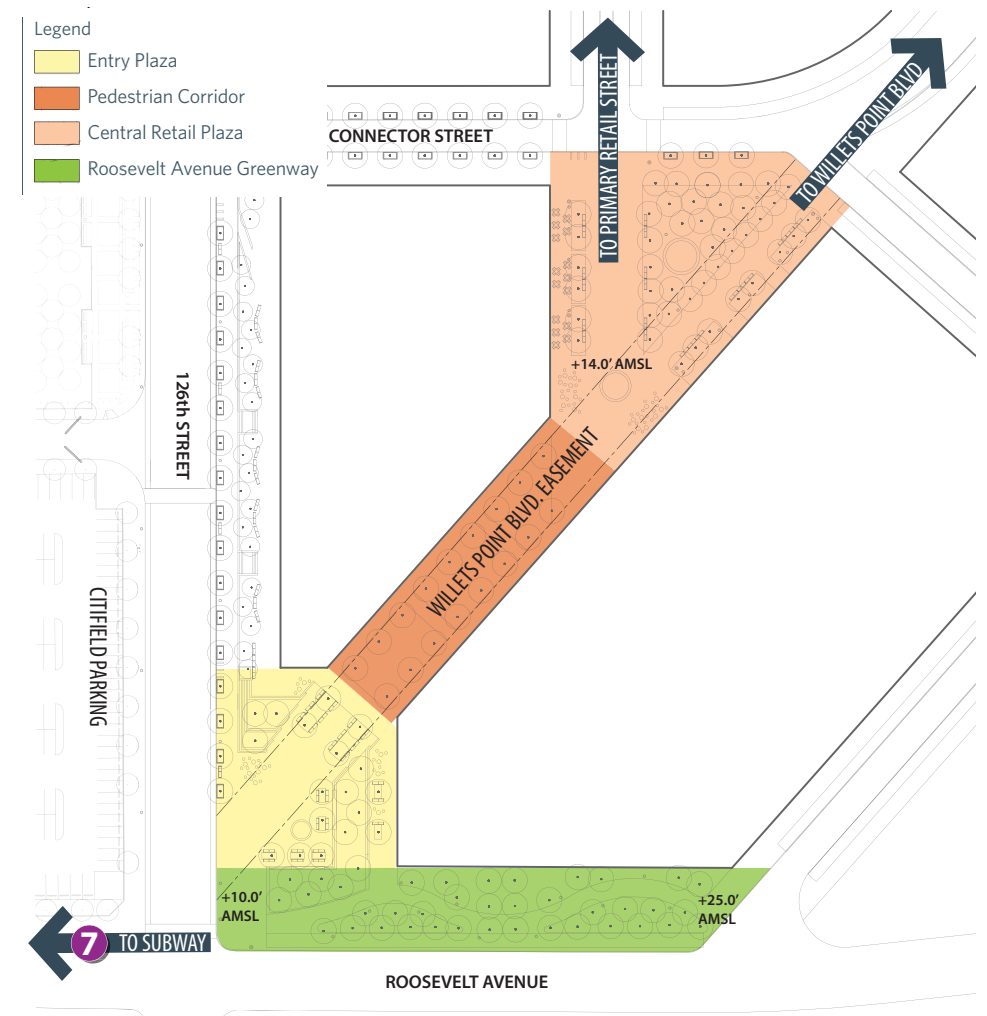 Legend
Entry Plaza
Pedestrian Corridor
Central Retail Plaza
Roosevelt Avenue Greenway
CONNECTOR STREET
TO PRIMARY RETAIL STREET
TO WILLETS POINT BLVD
+14.0' AMSL
126th STREET
WILLETS POINT BLVD. EASEMENT
CITIFIELD PARKING
+10.0'
AMSL
+25.0'
AMSL
7 TO SUBWAY
ROOSEVELT AVENUE